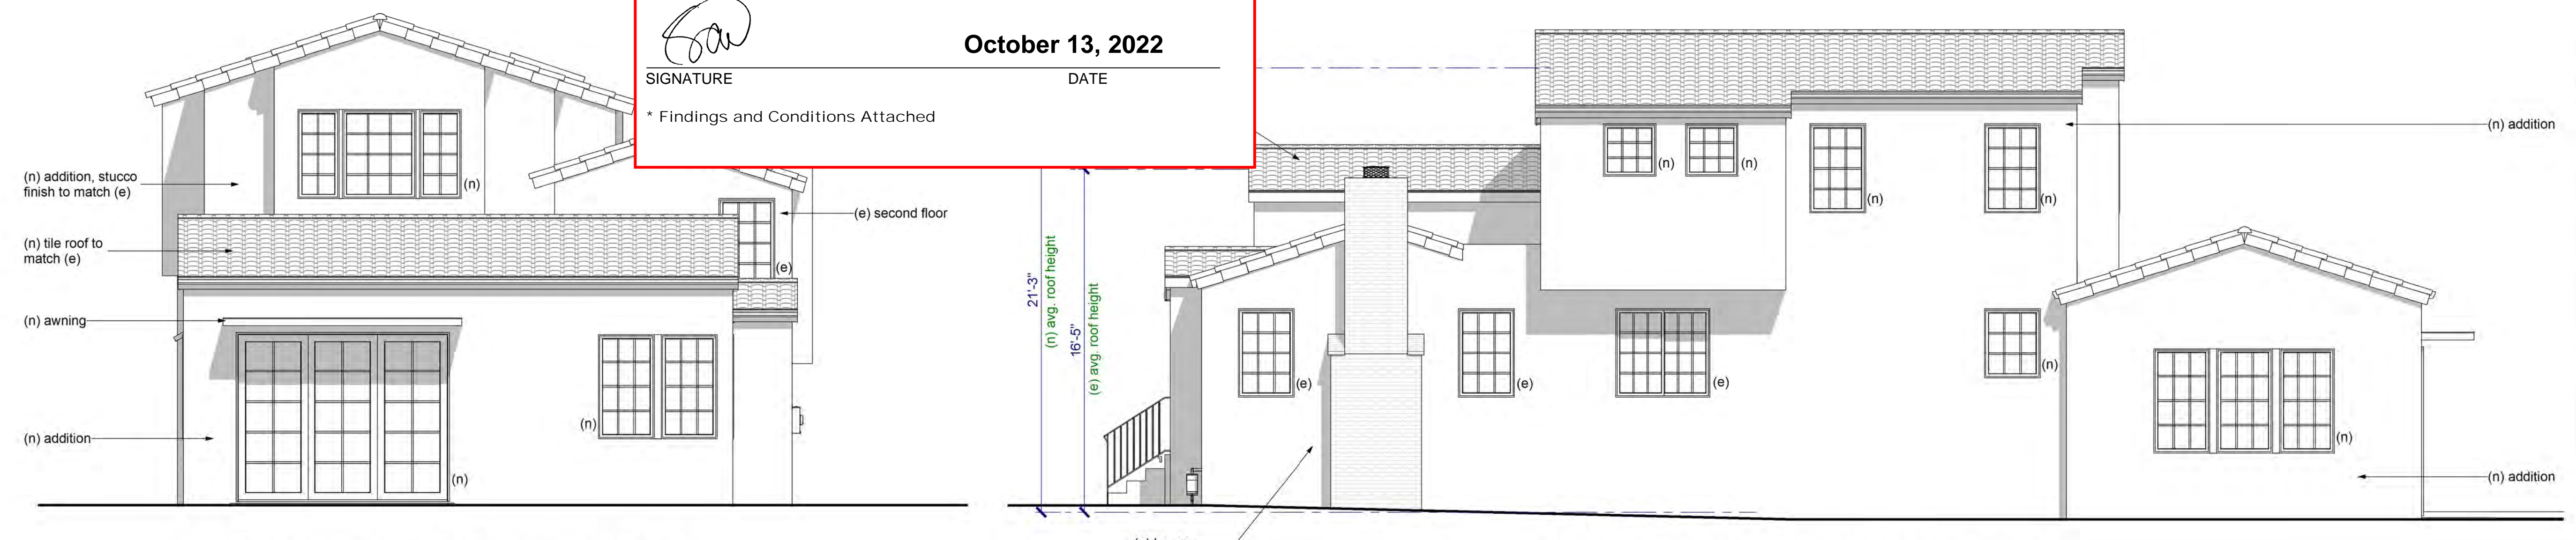 October 13, 2022
SIGNATURE
DATE
* Findings and Conditions Attached
(n) addition, stucco
finish to match (e)
(n)
(e) second floor
(n) tile roof to
match (e)
(e)
(n) awning
(n)
(n) addition
(n)
21'-3"
(n) avg. roof height
16'-5"
(e) avg. roof height
(n)
(n)
(n)
(n)
(n) addition
(e)
(e)
(e)
(n)
(n)
(n) addition